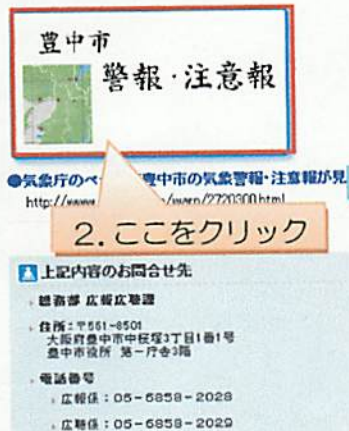 豊中市
警報・注意報
●気象庁のペ 豊中市の気象警報・注意報が見
http://www /warn/2720300.html
2.ここをクリック
上記内容のお問合せ先
総務部 広報広聴課
住所:〒561-8501
大阪府豊中市中桜塚3丁目1番1号
豊中市役所 第一庁舎3階
電話番号
広報係:05-6858-2028
広聴係:05-6858-2029